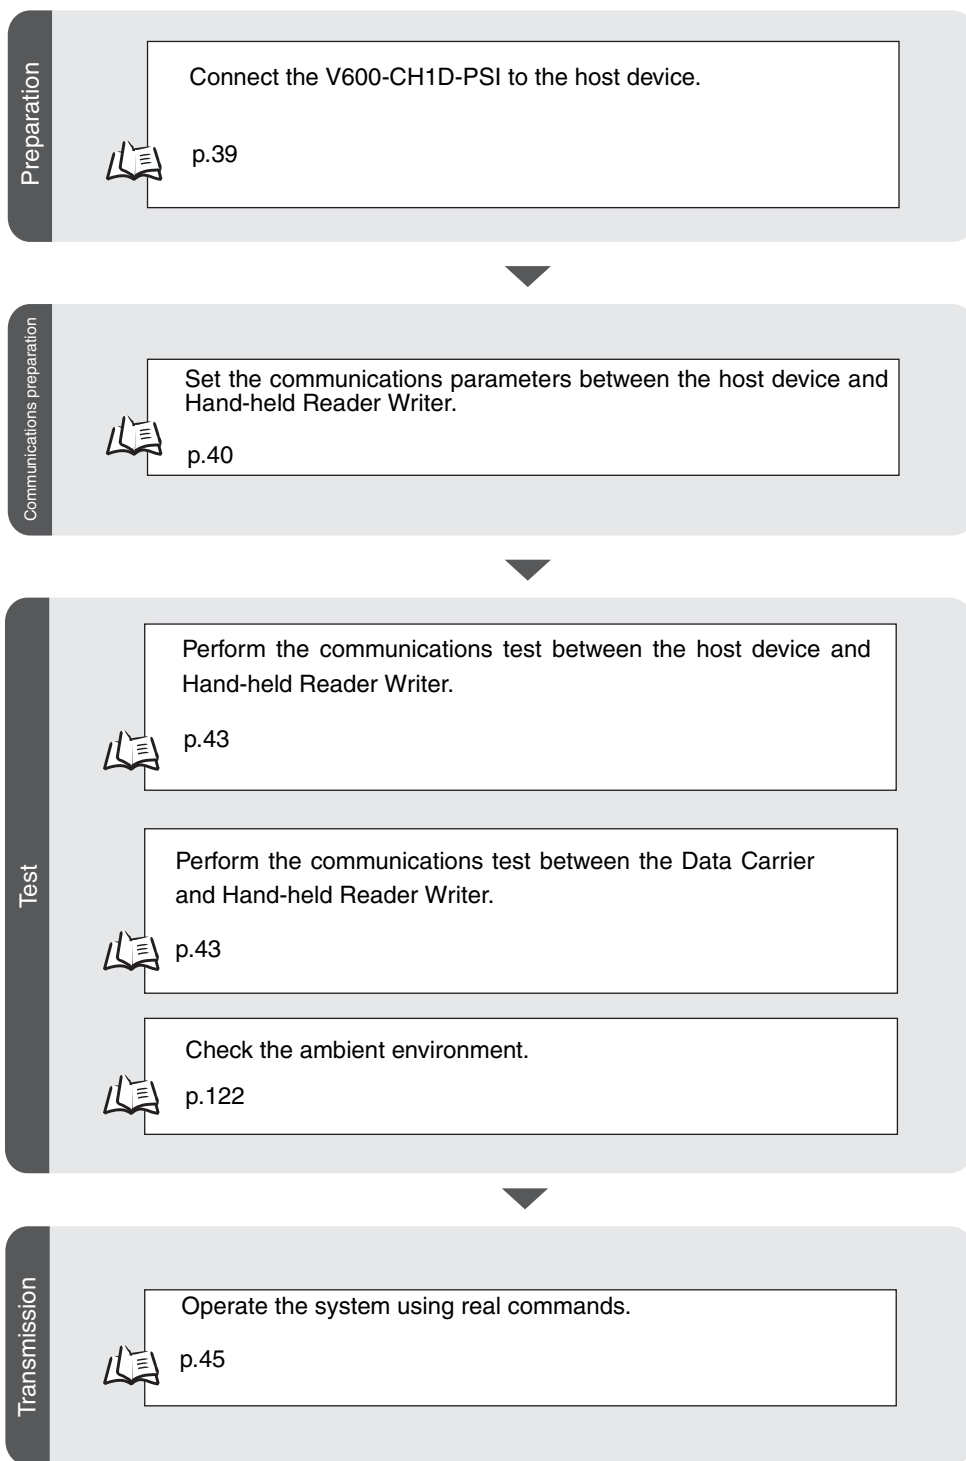 Preparation
Connect the V600-CH1D-PSI to the host device.
p.39
Communications preparation
Set the communications parameters between the host device and
Hand-held Reader Writer.
p.40
Test
Perform the communications test between the host device and
Hand-held Reader Writer.
p.43
Perform the communications test between the Data Carrier
and Hand-held Reader Writer.
p.43
Check the ambient environment.
p.122
Transmission
Operate the system using real commands.
p.45